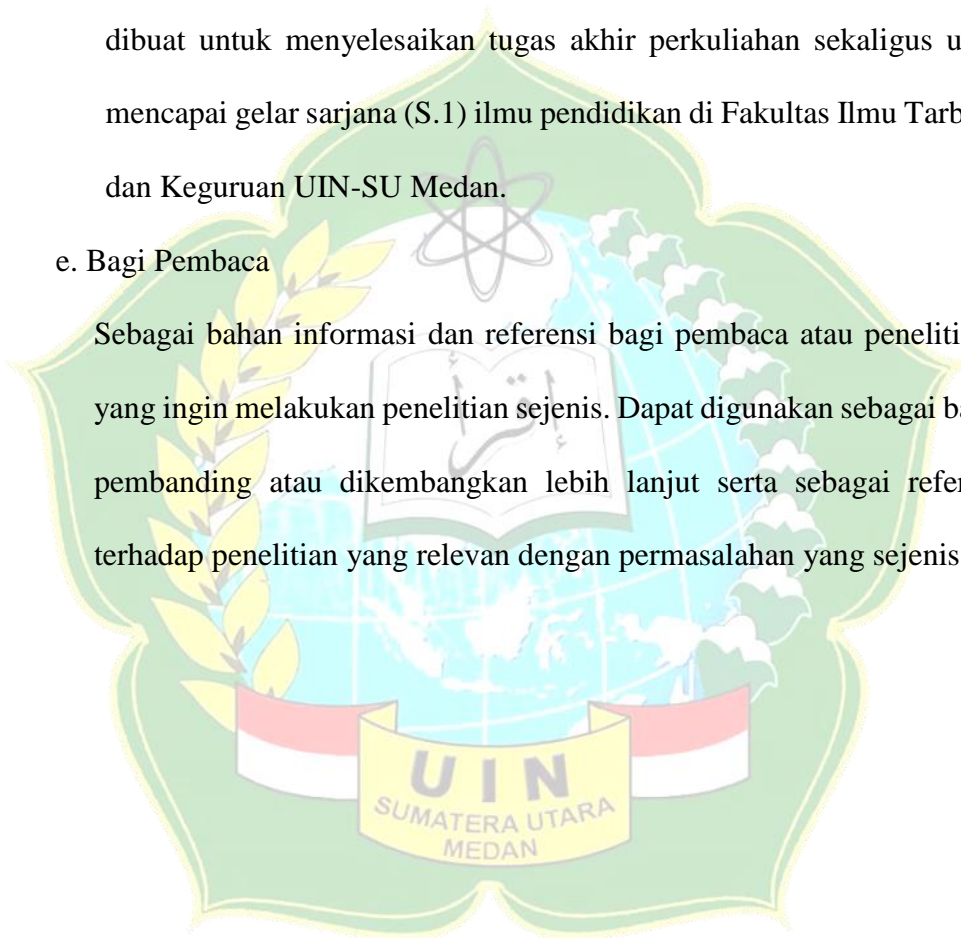 dibuat untuk menyelesaikan tugas akhir perkuliahan sekaligus u
mencapai gelar sarjana (S.1) ilmu pendidikan di Fakultas Ilmu Tarb
dan Keguruan UIN-SU Medan.
e. Bagi Pembaca
Sebagai bahan informasi dan referensi bagi pembaca atau peneliti
yang ingin melakukan penelitian sejenis. Dapat digunakan sebagai ba
pembanding atau dikembangkan lebih lanjut serta sebagai refer
terhadap penelitian yang relevan dengan permasalahan yang sejenis
إقرأ
UIN
SUMATERA UTARA
MEDAN